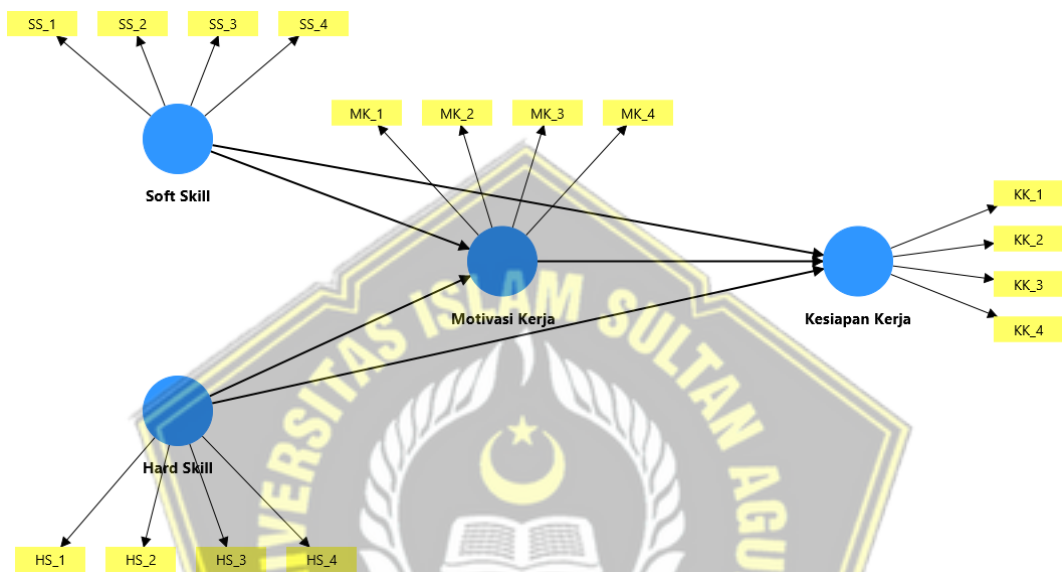 SS_1 SS_2 SS_3 SS_4
MK_1 MK_2 MK_3 MK_4
Soft Skill
KK_1
KK_2
KK_3
KK_4
Motivasi Kerja
Kesiapan Kerja
Hard Skill
HS_1 HS_2 HS_3 HS_4
UNIVERSITAS ISLAM SULTAN AGU